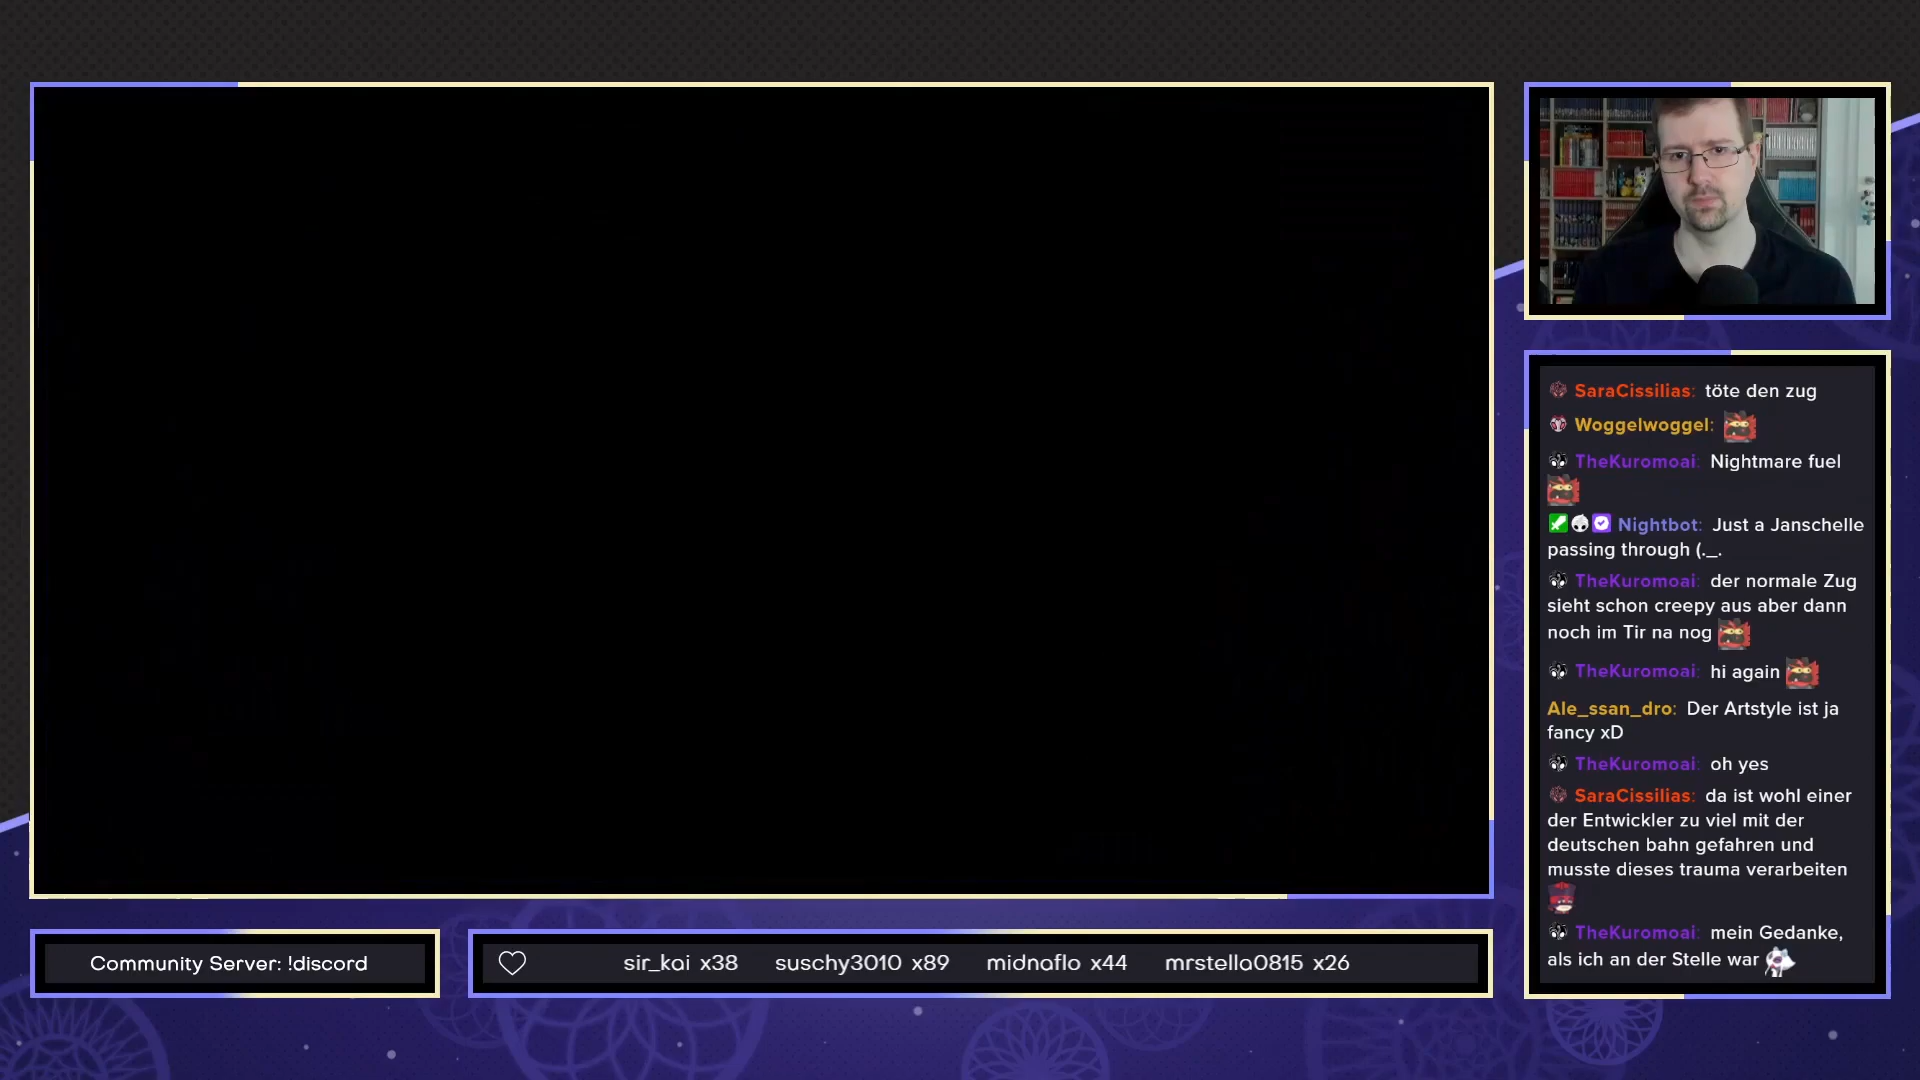 SaraCissilias: töte den zug
Woggelwoggel:
TheKuromoai: Nightmare fuel
Nightbot: Just a Janschelle
passing through (._.
TheKuromoai: der normale Zug
sieht schon creepy aus aber dann
noch im Tir na nog
TheKuromoai: hi again
Ale_ssan_dro: Der Artstyle ist ja
fancy xD
TheKuromoai: oh yes
SaraCissilias: da ist wohl einer
der Entwickler zu viel mit der
deutschen bahn gefahren und
musste dieses trauma verarbeiten
TheKuromoai: mein Gedanke,
als ich an der Stelle war
Community Server: !discord
sir_kai x38 suschy3010 x89 midnaflo x44 mrstella0815 x26